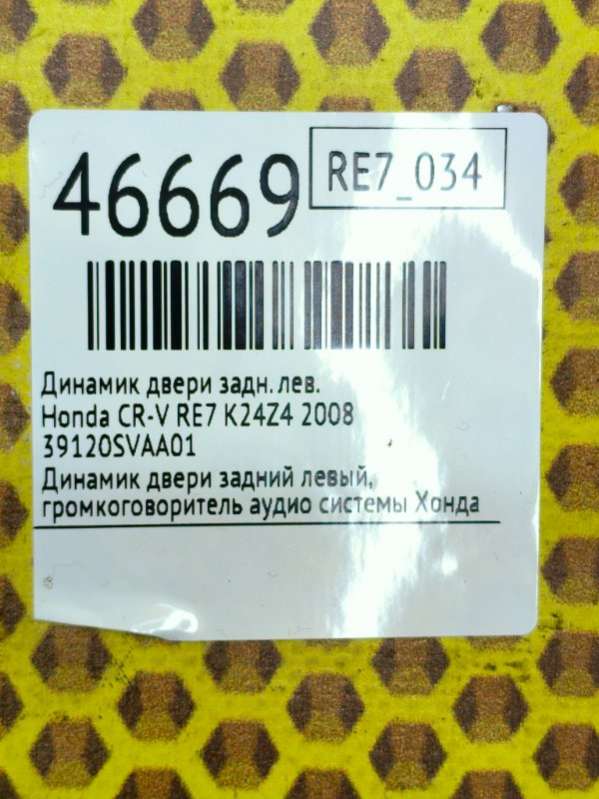 46669
RE7_034
Динамик двери задн. лев.
Honda CR-V RE7 K24Z4 2008
39120SVAA01
Динамик двери задний левый,
громкоговоритель аудио системы Хонда